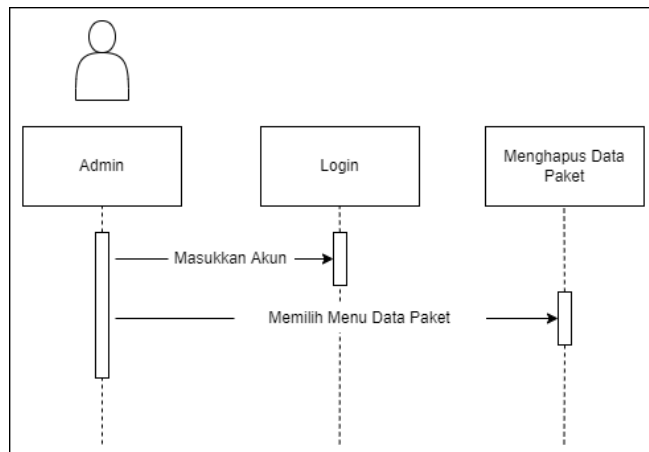 Admin
Login
Menghapus Data
Paket
Masukkan Akun
Memilih Menu Data Paket